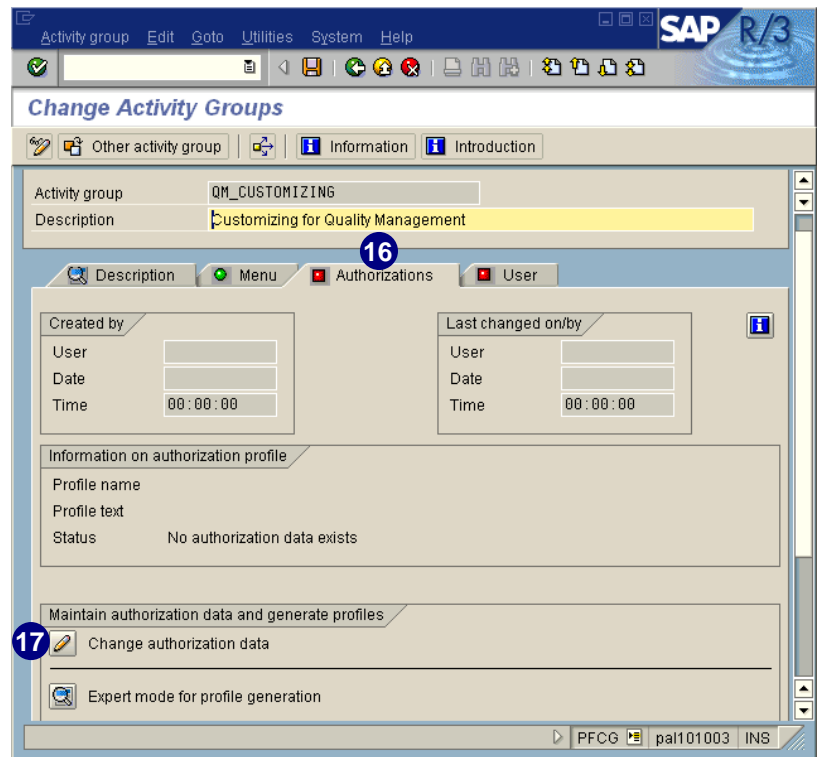 Activity group Edit Goto Utilities System Help
SAP R/3
Change Activity Groups
Other activity group Information Introduction
Activity group QM_CUSTOMIZING
Description Customizing for Quality Management
16
Description Menu Authorizations User
Created by Last changed on/by
User User
Date Date
Time 00:00:00 Time 00:00:00
Information on authorization profile
Profile name
Profile text
Status No authorization data exists
Maintain authorization data and generate profiles
17 Change authorization data
Expert mode for profile generation
PFCG pal101003 INS